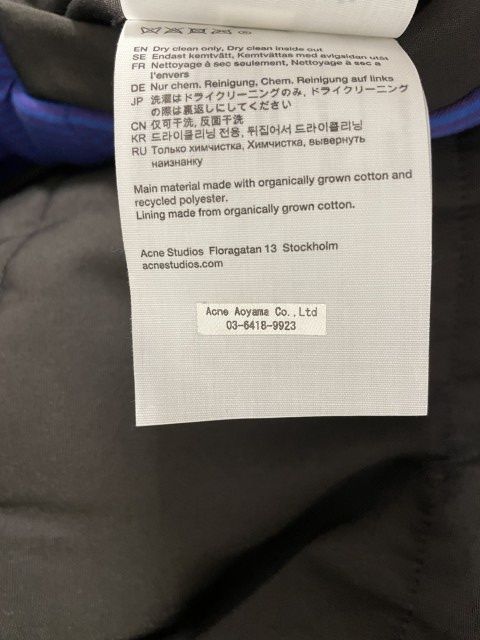 EN Dry clean only, Dry clean inside out
SE Endast kemtvätt, Kemtvättas med avigsidan utåt
FR Nettoyage à sec seulement, Nettoyage à sec à
l'envers
DE Nur chem. Reinigung, Chem. Reinigung auf links
JP 洗濯はドライクリーニングのみ, ドライクリーニング
の際は裏返しにしてください
CN 仅可干洗, 反面干洗
KR 드라이클리닝 전용, 뒤집어서 드라이클리닝
RU Только химчистка, Химчистка, вывернуть
наизнанку
Main material made with organically grown cotton and
recycled polyester.
Lining made from organically grown cotton.
Acne Studios Floragatan 13 Stockholm
acnestudios.com
Acne Aoyama Co.,Ltd
03-6418-9923